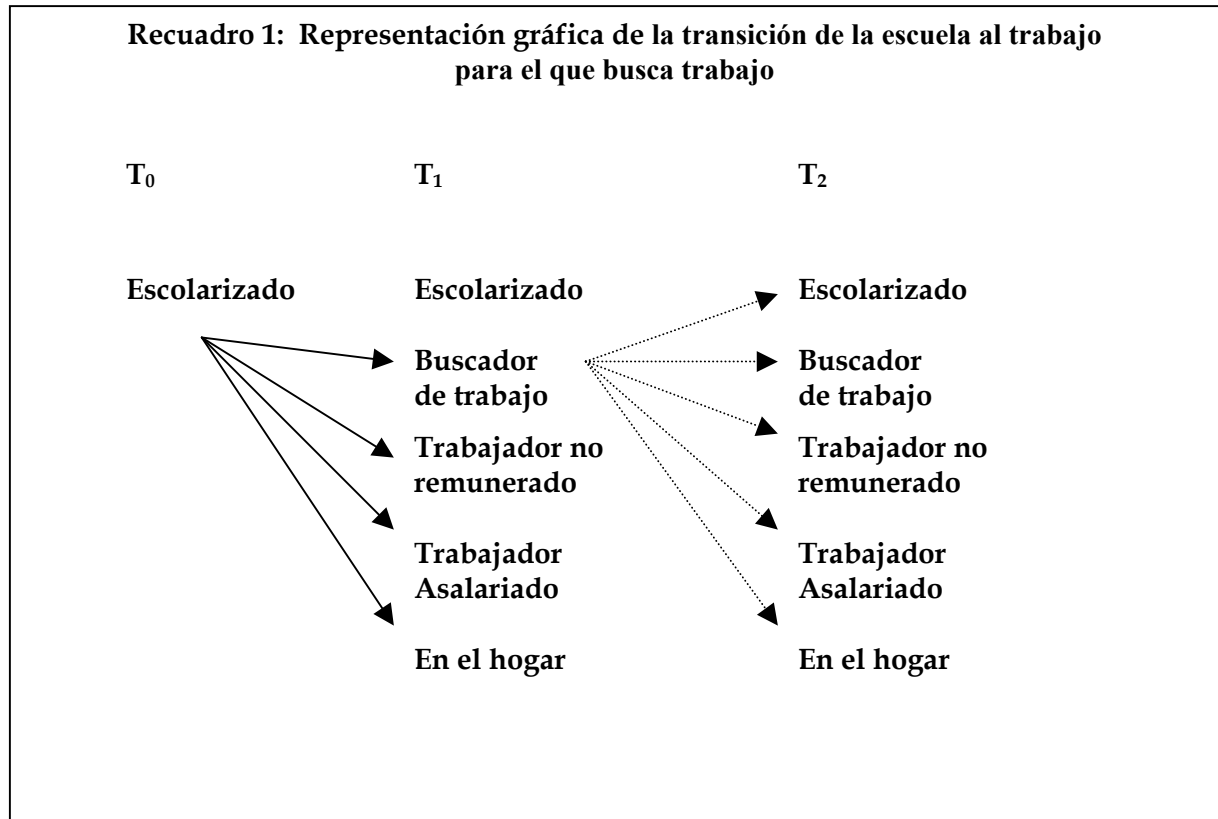 Recuadro 1: Representación gráfica de la transición de la escuela al trabajo
para el que busca trabajo
T₀ T₁ T₂
Escolarizado Escolarizado Escolarizado
Buscador Buscador
de trabajo de trabajo
Trabajador no Trabajador no
remunerado remunerado
Trabajador Trabajador
Asalariado Asalariado
En el hogar En el hogar